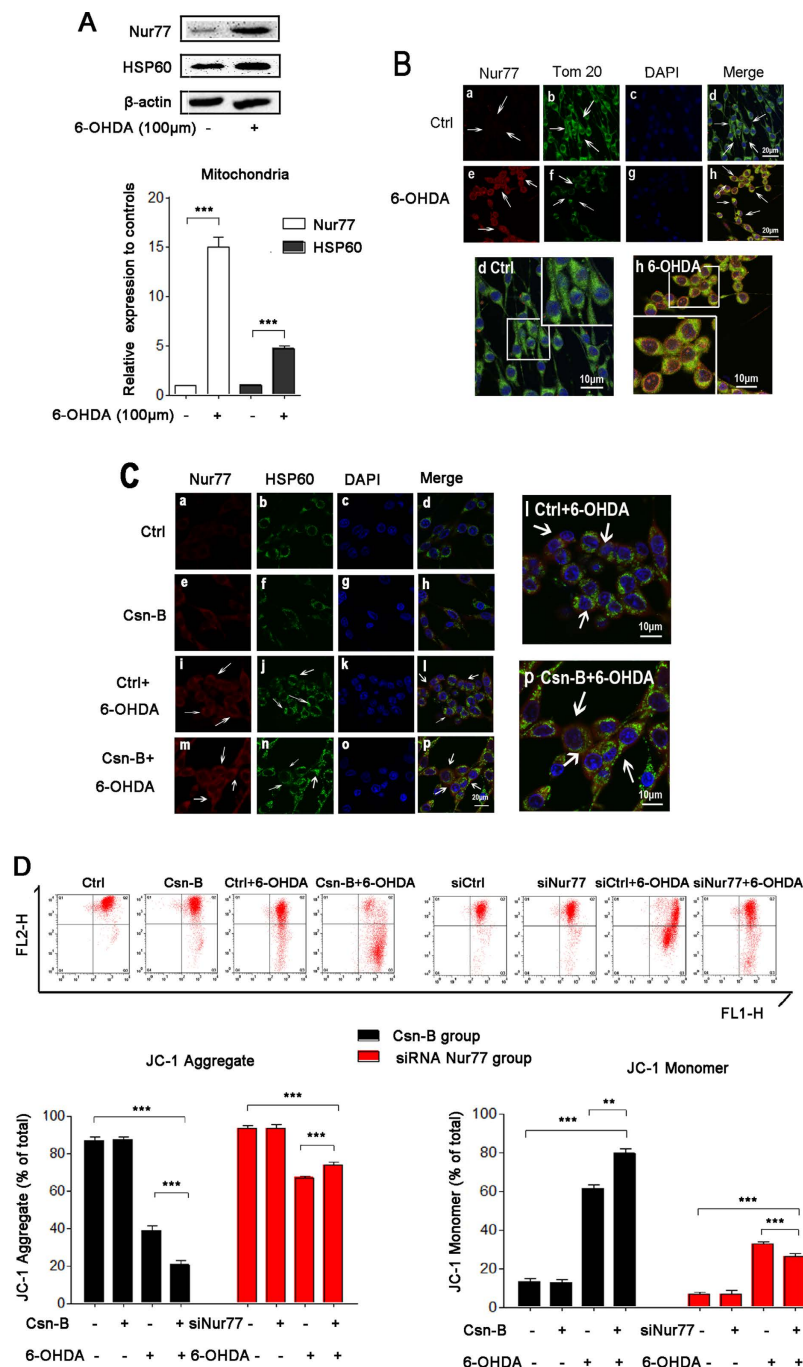 A
Nur77
HSP60
β-actin
6-OHDA (100μm) - +
Mitochondria
Relative expression to controls
20
15
10
5
0
***
***
Nur77
HSP60
- + - +
6-OHDA (100μm)
B
Nur77 Tom 20 DAPI Merge
Ctrl
a b c d
20μm
6-OHDA
e f g h
20μm
d Ctrl
10μm
h 6-OHDA
10μm
C
Nur77 HSP60 DAPI Merge
Ctrl
a b c d
Csn-B
e f g h
Ctrl+
6-OHDA
i j k l
Csn-B+
6-OHDA
m n o p
20μm
l Ctrl+6-OHDA
10μm
p Csn-B+6-OHDA
10μm
D
Ctrl Csn-B Ctrl+6-OHDA Csn-B+6-OHDA siCtrl siNur77 siCtrl+6-OHDA siNur77+6-OHDA
FL2-H
FL1-H
Csn-B group
siRNA Nur77 group
JC-1 Aggregate
JC-1 Aggregate (% of total)
100
80
60
40
20
0
***
***
***
***
Csn-B - + - + siNur77 - + - +
6-OHDA - - + + 6-OHDA - - + +
JC-1 Monomer
JC-1 Monomer (% of total)
100
80
60
40
20
0
***
**
***
***
Csn-B - + - + siNur77 - + - +
6-OHDA - - + + 6-OHDA - - + +